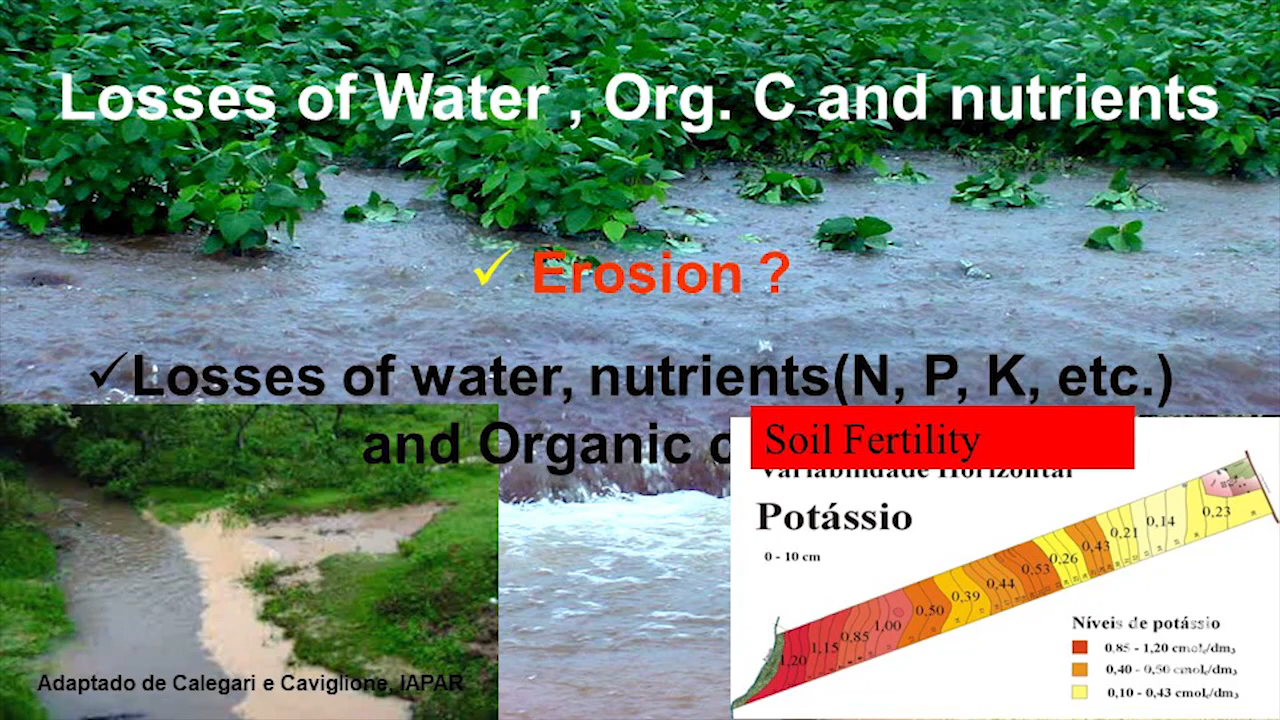 Losses of Water , Org. C and nutrients
✓ Erosion ?
✓Losses of water, nutrients(N, P, K, etc.)
and Organic
Soil Fertility
Variabilidade Horizontal
Potássio
0 - 10 cm
0,23
0,14
0,21
0,43
0,26
0,53
0,44
0,39
0,50
1,00
0,85
1,15
1,20
Níveis de potássio
0,85 - 1,20 cmolc/dm3
0,40 - 0,50 cmolc/dm3
0,10 - 0,43 cmolc/dm3
Adaptado de Calegari e Caviglione, IAPAR